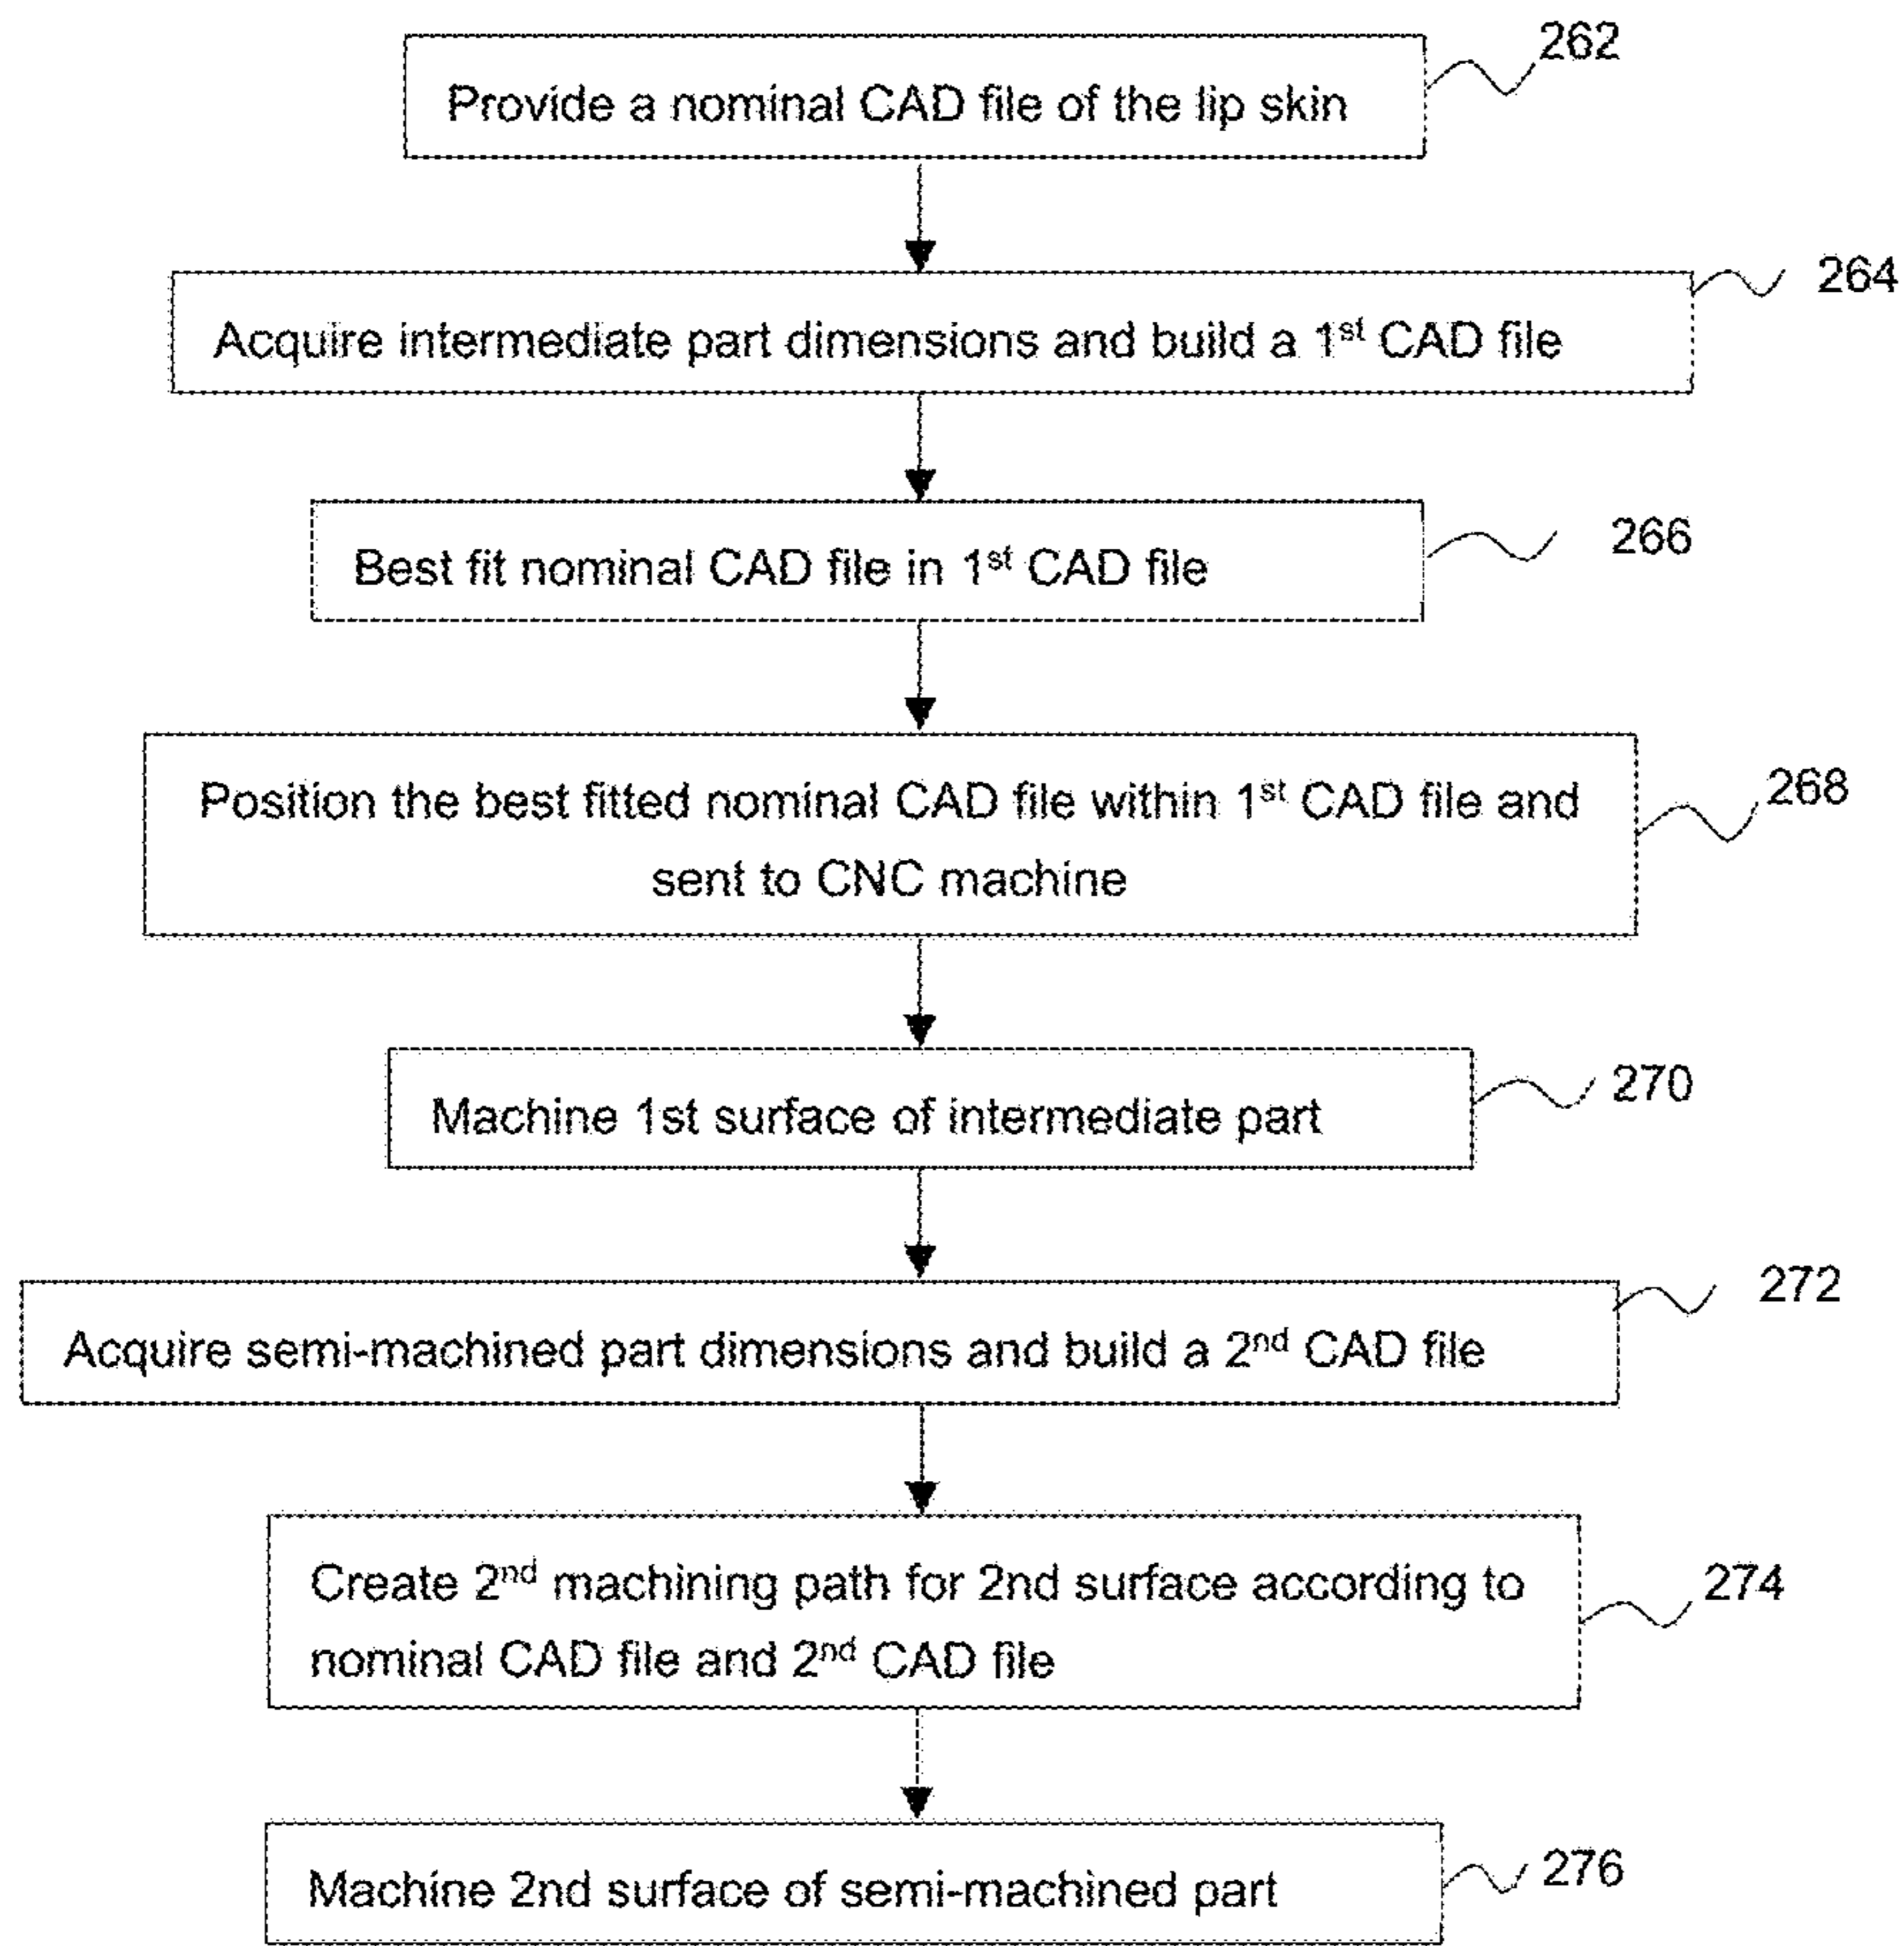 262
Provide a nominal CAD file of the lip skin
264
Acquire intermediate part dimensions and build a 1st CAD file
266
Best fit nominal CAD file in 1st CAD file
268
Position the best fitted nominal CAD file within 1st CAD file and
sent to CNC machine
270
Machine 1st surface of intermediate part
272
Acquire semi-machined part dimensions and build a 2nd CAD file
274
Create 2nd machining path for 2nd surface according to
nominal CAD file and 2nd CAD file
276
Machine 2nd surface of semi-machined part